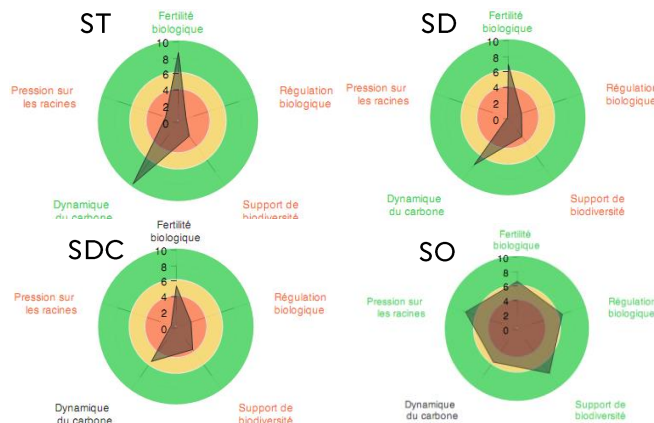 ST
Fertilité
biologique
10
8
6
4
2
0
Pression sur
les racines
Régulation
biologique
Dynamique
du carbone
Support de
biodiversité
SD
Fertilité
biologique
10
8
6
4
2
0
Pression sur
les racines
Régulation
biologique
Dynamique
du carbone
Support de
biodiversité
SDC
Fertilité
biologique
10
8
6
4
2
0
Pression sur
les racines
Régulation
biologique
Dynamique
du carbone
Support de
biodiversité
SO
Fertilité
biologique
10
8
6
4
2
0
Pression sur
les racines
Régulation
biologique
Dynamique
du carbone
Support de
biodiversité